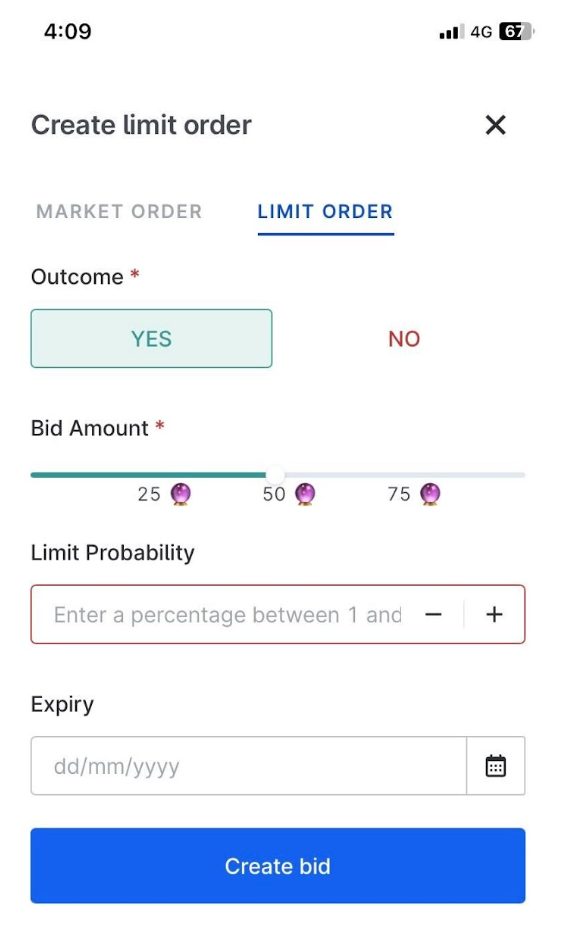 4:09 4G 67
Create limit order
MARKET ORDER LIMIT ORDER
Outcome *
YES NO
Bid Amount *
25 🔮 50 🔮 75 🔮
Limit Probability
Enter a percentage between 1 and − +
Expiry
dd/mm/yyyy
Create bid